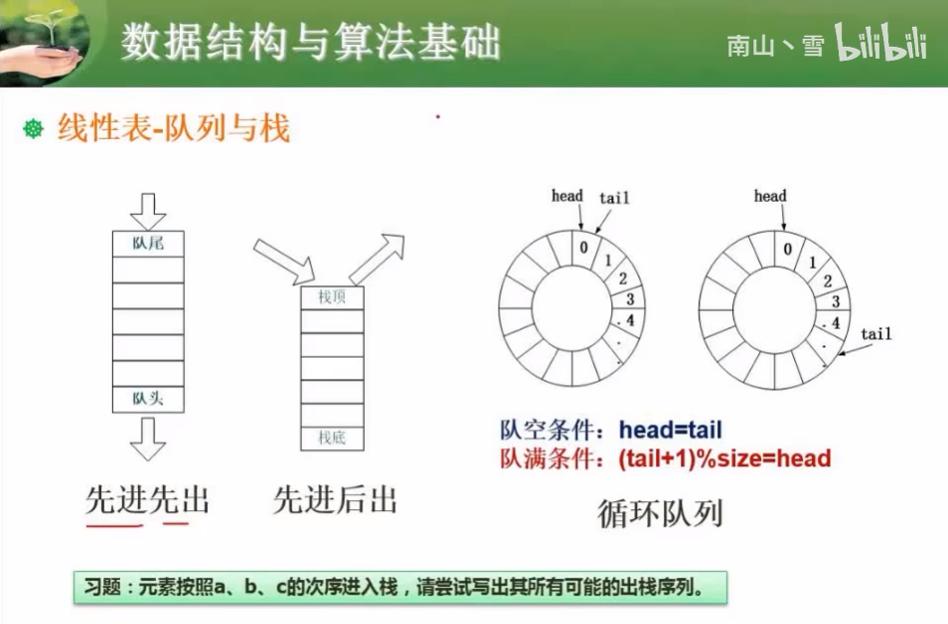 数据结构与算法基础
南山丶雪 bilibili
线性表-队列与栈
队尾
队头
先进先出
栈顶
栈底
先进后出
head tail
0
1
2
3
4
head
0
1
2
3
4
tail
队空条件：head=tail
队满条件：(tail+1)%size=head
循环队列
习题：元素按照a、b、c的次序进入栈，请尝试写出其所有可能的出栈序列。